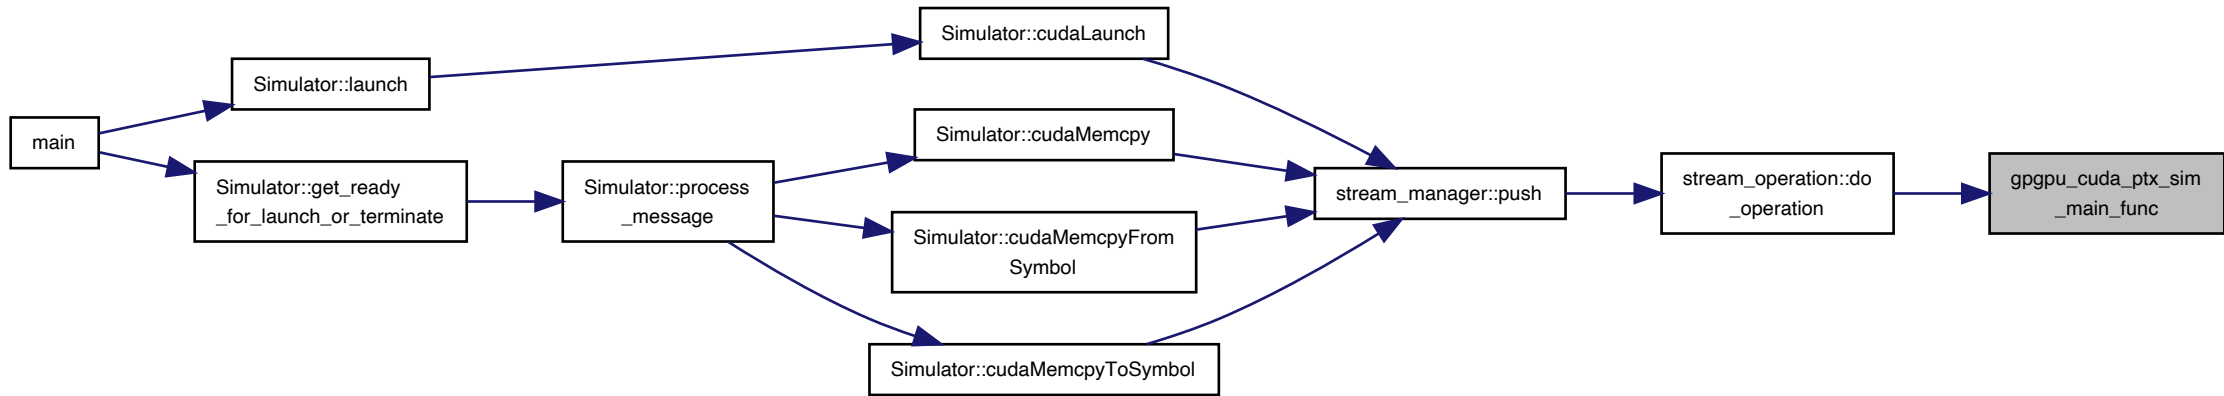 main
Simulator::launch
Simulator::get_ready
_for_launch_or_terminate
Simulator::process
_message
Simulator::cudaLaunch
Simulator::cudaMemcpy
Simulator::cudaMemcpyFrom
Symbol
Simulator::cudaMemcpyToSymbol
stream_manager::push
stream_operation::do
_operation
gpgpu_cuda_ptx_sim
_main_func